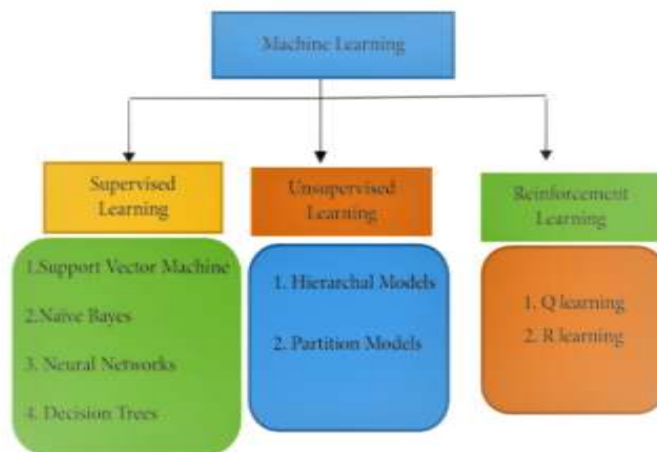 Machine Learning
Supervised
Learning
Unsupervised
Learning
Reinforcement
Learning
1.Support Vector Machine
2.Naïve Bayes
3. Neural Networks
4. Decision Trees
1. Hierarchal Models
2. Partition Models
1. Q learning
2. R learning